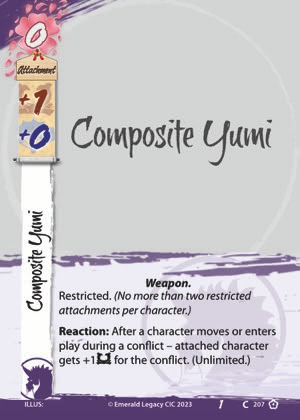 0
Attachment
+1
+0
Composite Yumi
Composite Yumi
Weapon.
Restricted. (No more than two restricted
attachments per character.)
Reaction: After a character moves or enters
play during a conflict – attached character
gets +1 for the conflict. (Unlimited.)
ILLUS:
© Emerald Legacy CIC 2023
1
C 207